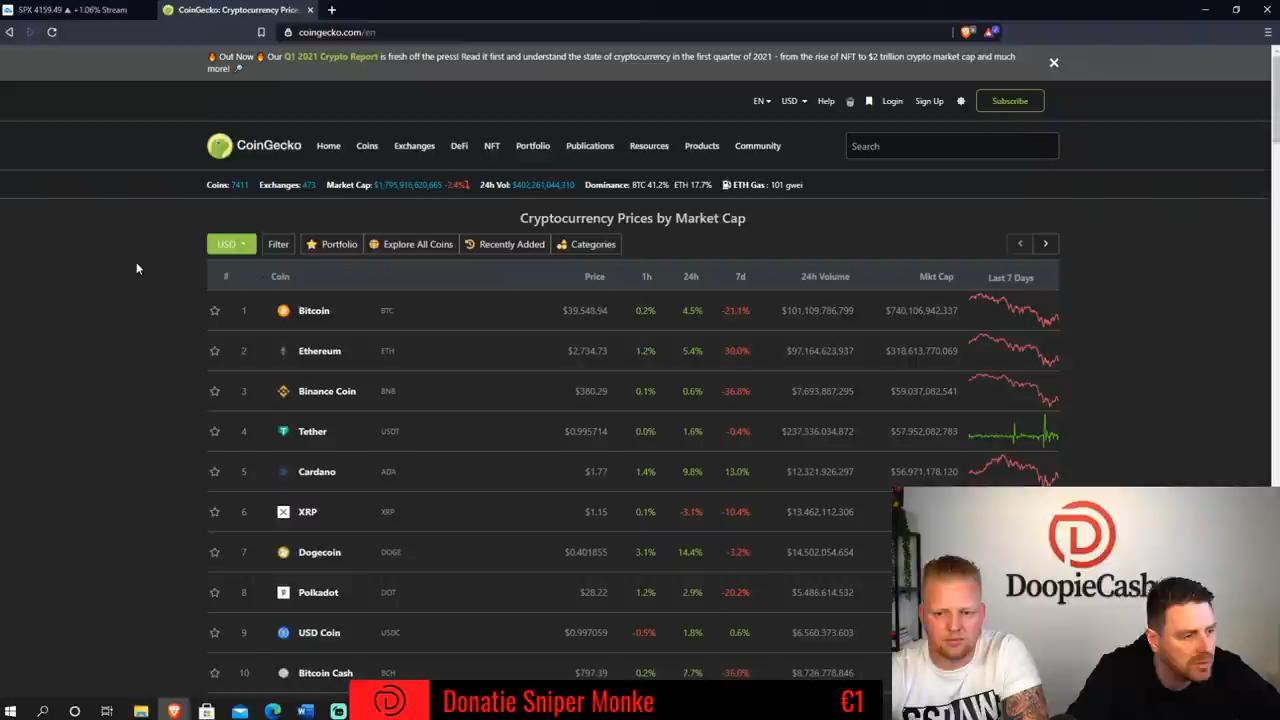 SPX 4159.49 ▲ +1.06% Stream
CoinGecko: Cryptocurrency Price
coingecko.com/en
🔥 Out Now 🔥 Our Q1 2021 Crypto Report is fresh off the press! Read it first and understand the state of cryptocurrency in the first quarter of 2021 - from the rise of NFT to $2 trillion crypto market cap and much
more! 🔎
EN USD Help Login Sign Up Subscribe
CoinGecko Home Coins Exchanges DeFi NFT Portfolio Publications Resources Products Community Search
Coins: 7411 Exchanges: 473 Market Cap: $1,795,916,620,665 -2.4% 24h Vol: $402,261,044,310 Dominance: BTC 41.2% ETH 17.7% ETH Gas: 101 gwei
Cryptocurrency Prices by Market Cap
USD Filter Portfolio Explore All Coins Recently Added Categories
# Coin Price 1h 24h 7d 24h Volume Mkt Cap Last 7 Days
1 Bitcoin BTC $39,548.94 0.2% 4.5% -21.1% $101,109,786,799 $740,106,942,337
2 Ethereum ETH $2,734.73 1.2% 5.4% 30.0% $97,164,623,937 $318,613,770,069
3 Binance Coin BNB $380.29 0.1% 0.6% -36.8% $7,693,887,295 $59,037,082,541
4 Tether USDT $0.995714 0.0% 1.6% -0.4% $237,336,034,872 $57,952,082,783
5 Cardano ADA $1.77 1.4% 9.8% 13.0% $12,321,926,297 $56,971,178,120
6 XRP XRP $1.15 0.1% -3.1% -10.4% $13,462,112,306
7 Dogecoin DOGE $0.401855 3.1% 14.4% -3.2% $14,502,054,654
8 Polkadot DOT $28.22 1.2% 2.9% -20.2% $5,486,614,532
9 USD Coin USDC $0.997059 -0.5% 1.8% 0.6% $6,560,373,603
10 Bitcoin Cash BCH $797.39 0.2% 7.7% -36.0% $8,726,778,846
DoopieCash
Donatie Sniper Monke €1